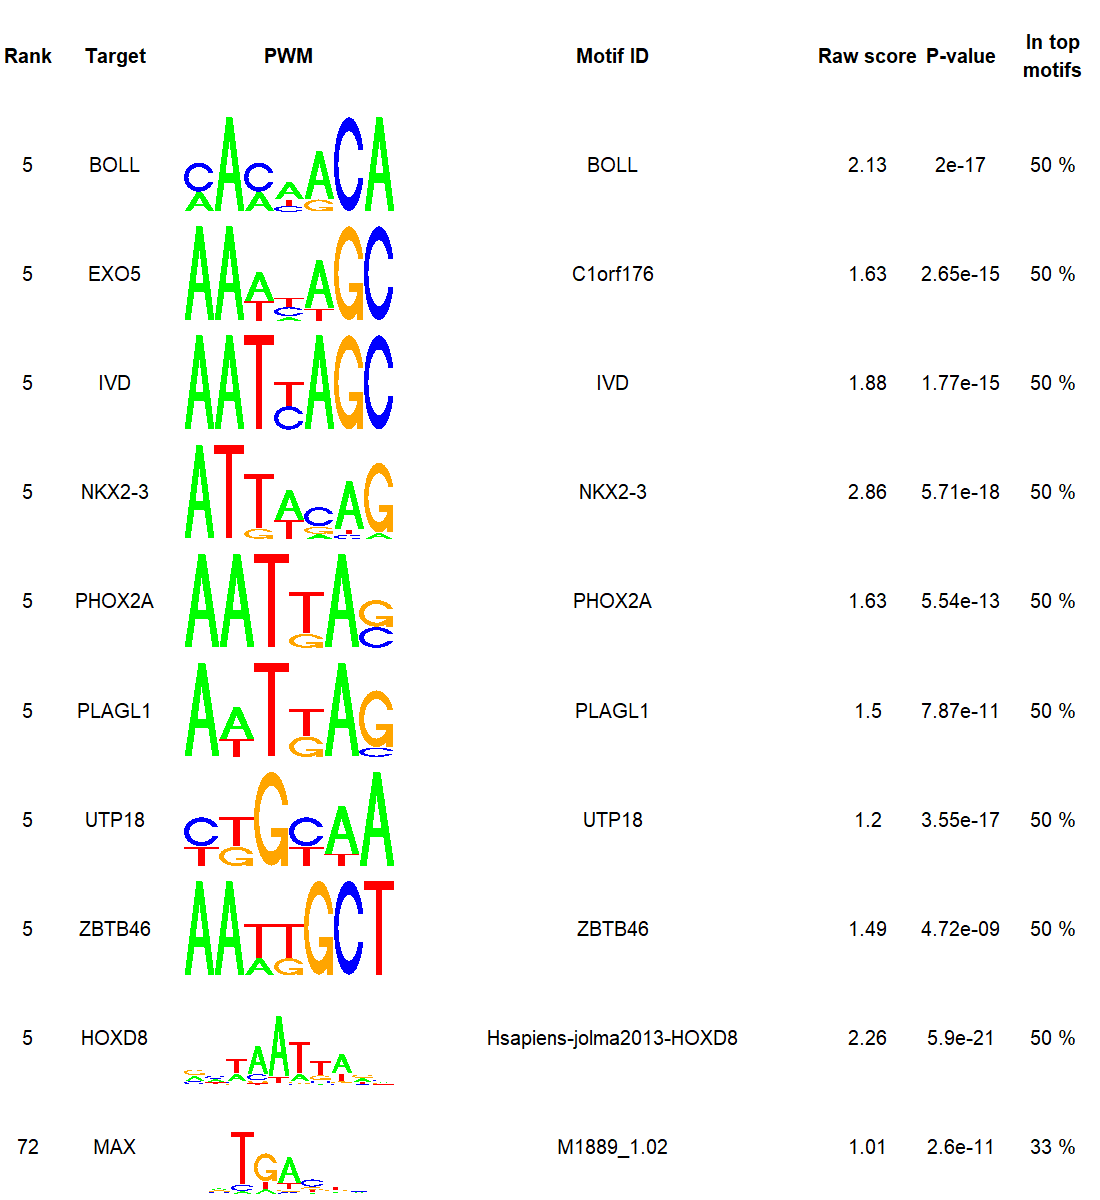 Rank Target PWM Motif ID Raw score P-value In top motifs
5 BOLL BOLL 2.13 2e-17 50 %
5 EXO5 C1orf176 1.63 2.65e-15 50 %
5 IVD IVD 1.88 1.77e-15 50 %
5 NKX2-3 NKX2-3 2.86 5.71e-18 50 %
5 PHOX2A PHOX2A 1.63 5.54e-13 50 %
5 PLAGL1 PLAGL1 1.5 7.87e-11 50 %
5 UTP18 UTP18 1.2 3.55e-17 50 %
5 ZBTB46 ZBTB46 1.49 4.72e-09 50 %
5 HOXD8 Hsapiens-jolma2013-HOXD8 2.26 5.9e-21 50 %
72 MAX M1889_1.02 1.01 2.6e-11 33 %